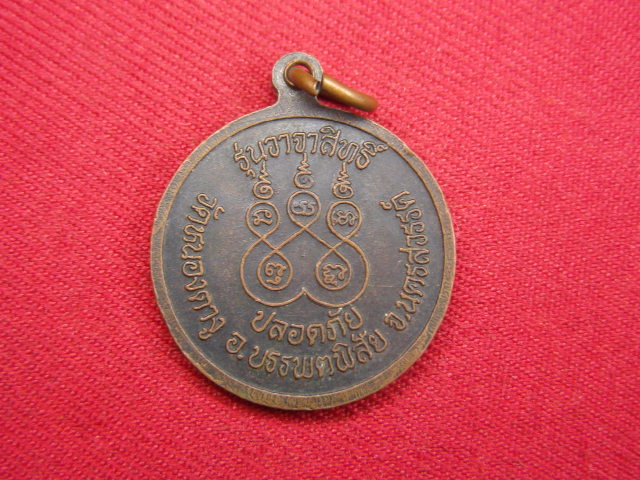 รุ่นวาจาสิทธิ์
ปลอดภัย
วัดหนองตางู อ.บรรพตพิสัย จ.นครสวรรค์